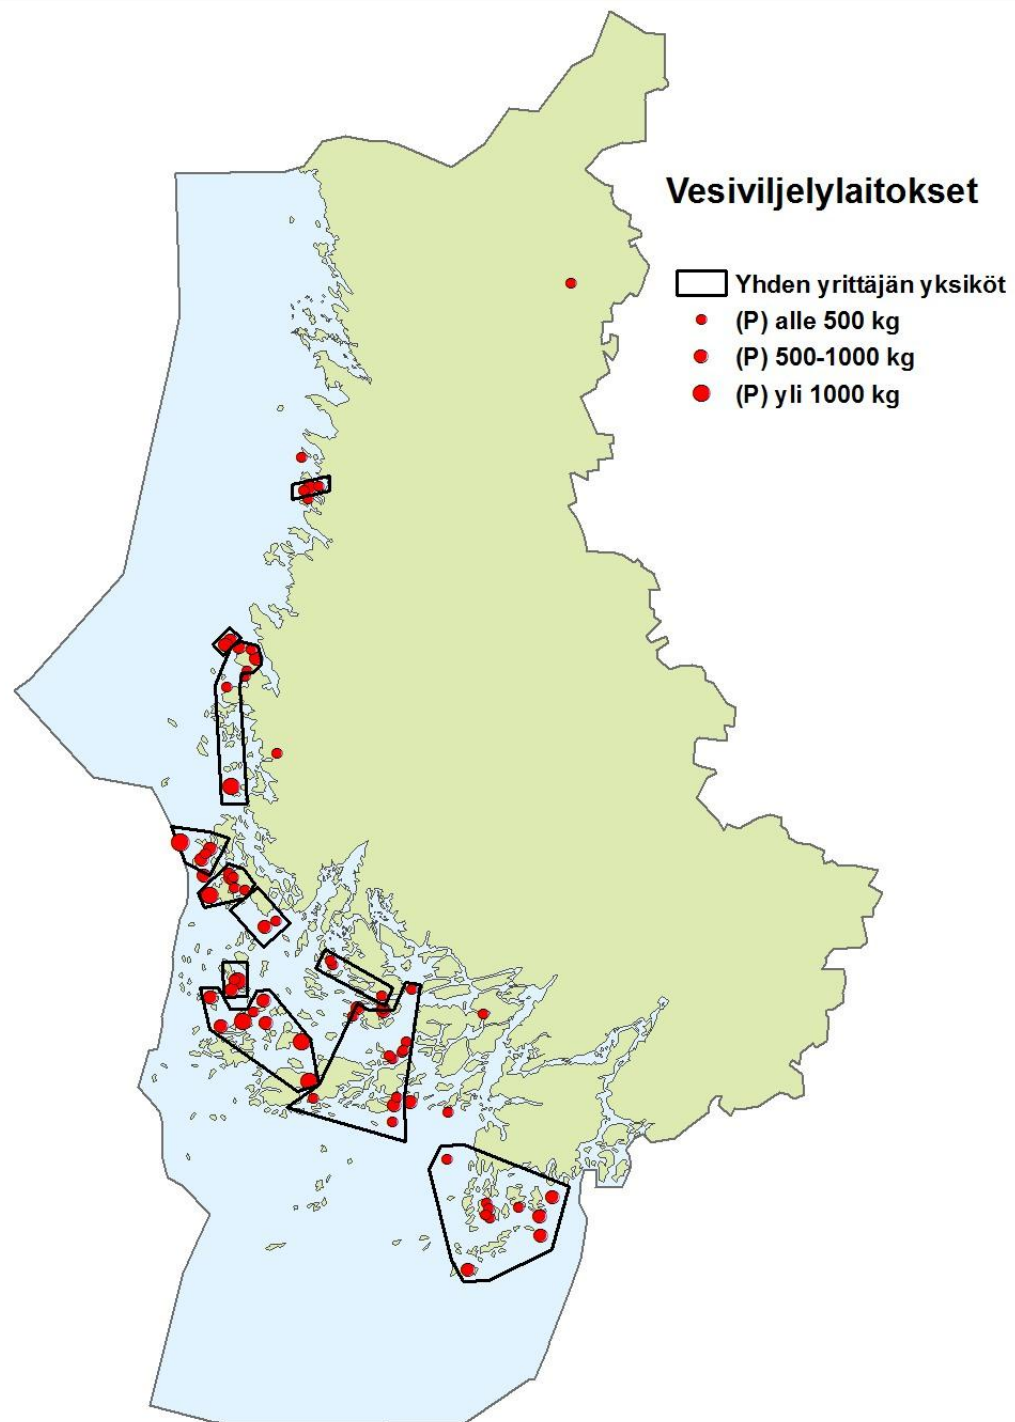 Vesiviljelylaitokset
Yhden yrittäjän yksiköt
(P) alle 500 kg
(P) 500-1000 kg
(P) yli 1000 kg